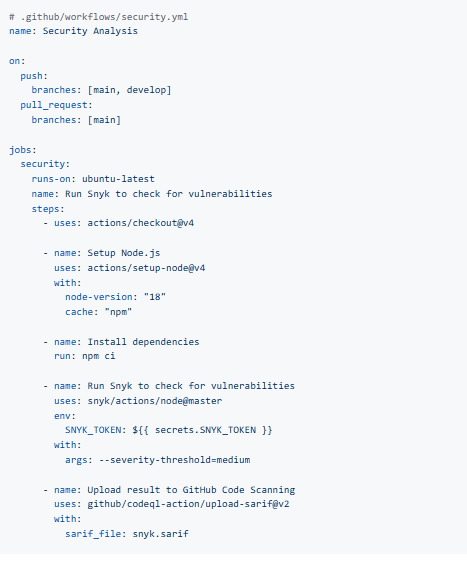 # .github/workflows/security.yml
name: Security Analysis

on:
  push:
    branches: [main, develop]
  pull_request:
    branches: [main]

jobs:
  security:
    runs-on: ubuntu-latest
    name: Run Snyk to check for vulnerabilities
    steps:
      - uses: actions/checkout@v4

      - name: Setup Node.js
        uses: actions/setup-node@v4
        with:
          node-version: "18"
          cache: "npm"

      - name: Install dependencies
        run: npm ci

      - name: Run Snyk to check for vulnerabilities
        uses: snyk/actions/node@master
        env:
          SNYK_TOKEN: ${{ secrets.SNYK_TOKEN }}
        with:
          args: --severity-threshold=medium

      - name: Upload result to GitHub Code Scanning
        uses: github/codeql-action/upload-sarif@v2
        with:
          sarif_file: snyk.sarif